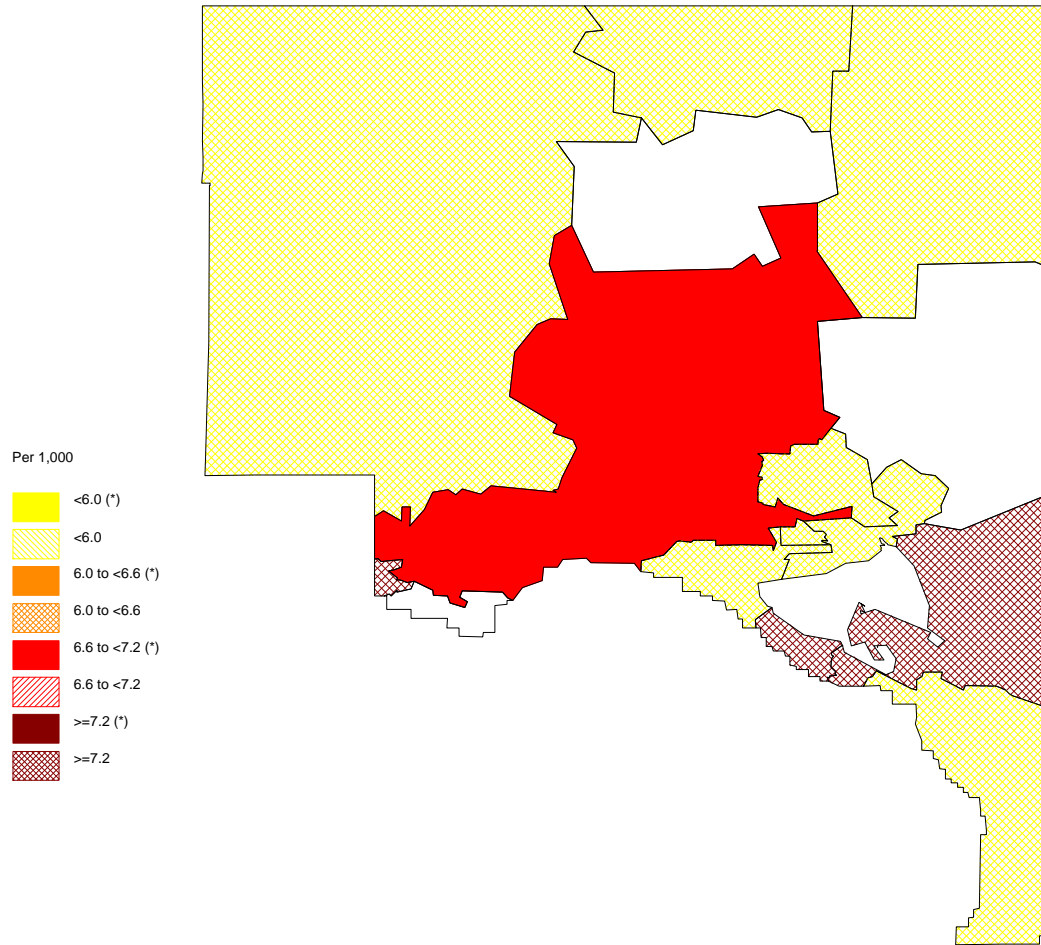 Per 1,000
<6.0 (*)
<6.0
6.0 to <6.6 (*)
6.0 to <6.6
6.6 to <7.2 (*)
6.6 to <7.2
>=7.2 (*)
>=7.2